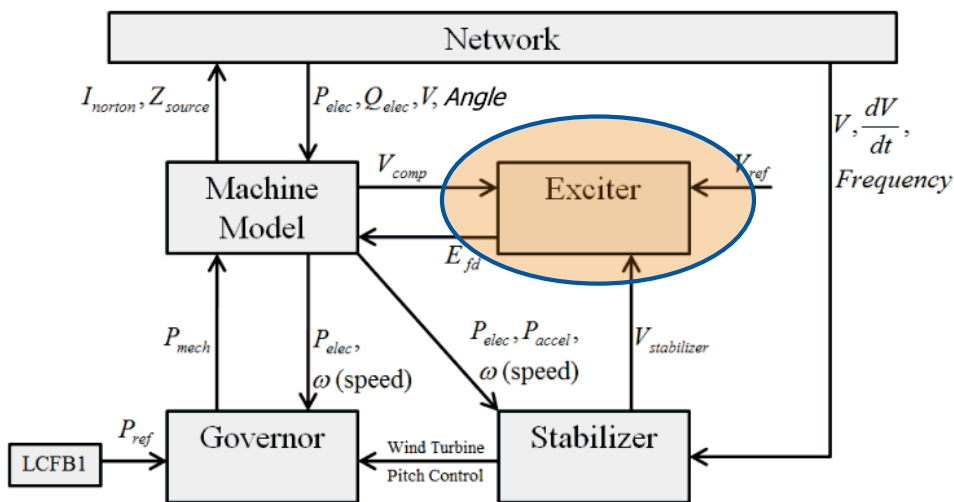 Network
I_norton, Z_source
P_elec, Q_elec, V, Angle
V, dV/dt,
Frequency
V_comp
Exciter
V_ref
Machine
Model
E_fd
P_mech
P_elec,
ω (speed)
P_elec, P_accel,
ω (speed)
V_stabilizer
P_ref
LCFB1
Governor
Wind Turbine
Pitch Control
Stabilizer